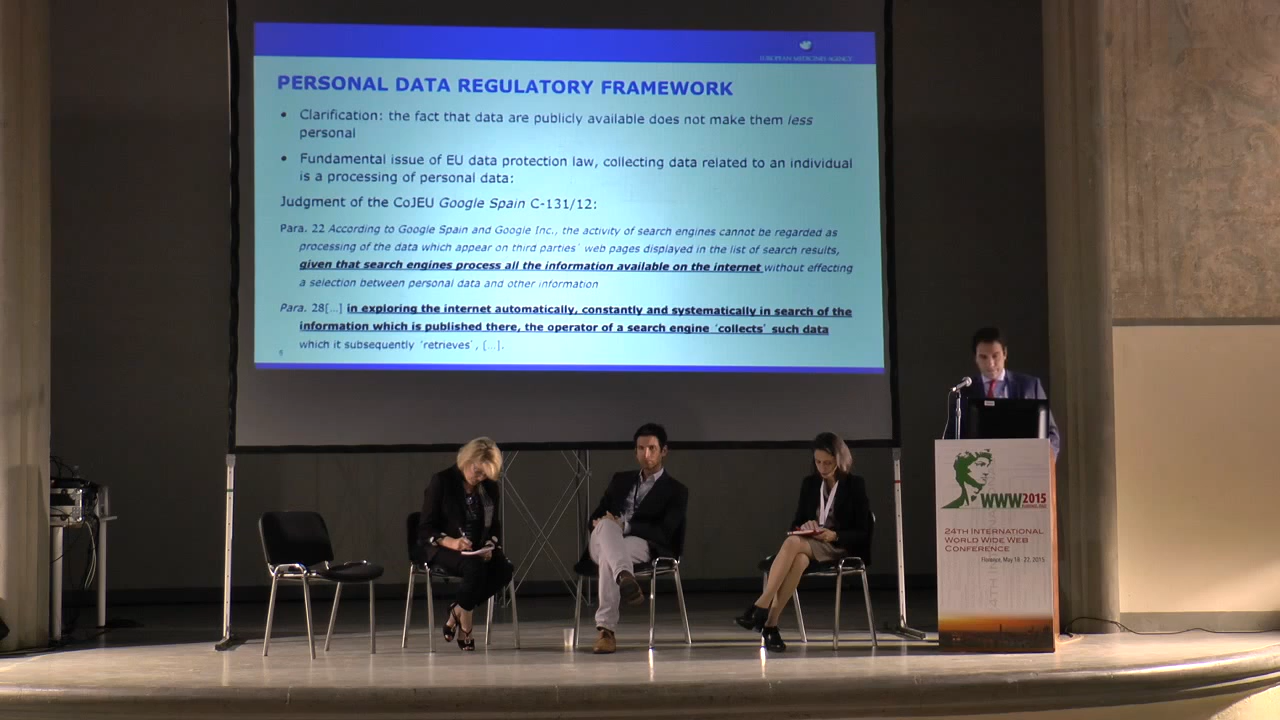 EUROPEAN MEDICINES AGENCY
PERSONAL DATA REGULATORY FRAMEWORK
• Clarification: the fact that data are publicly available does not make them less
personal
• Fundamental issue of EU data protection law, collecting data related to an individual
is a processing of personal data:
Judgment of the CoJEU Google Spain C-131/12:
Para. 22 According to Google Spain and Google Inc., the activity of search engines cannot be regarded as
processing of the data which appear on third parties' web pages displayed in the list of search results,
given that search engines process all the information available on the internet without effecting
a selection between personal data and other information
Para. 28[…] in exploring the internet automatically, constantly and systematically in search of the
information which is published there, the operator of a search engine 'collects' such data
which it subsequently 'retrieves', […].
WWW2015
24TH INTERNATIONAL
WORLD WIDE WEB
CONFERENCE
Florence, May 18-22, 2015